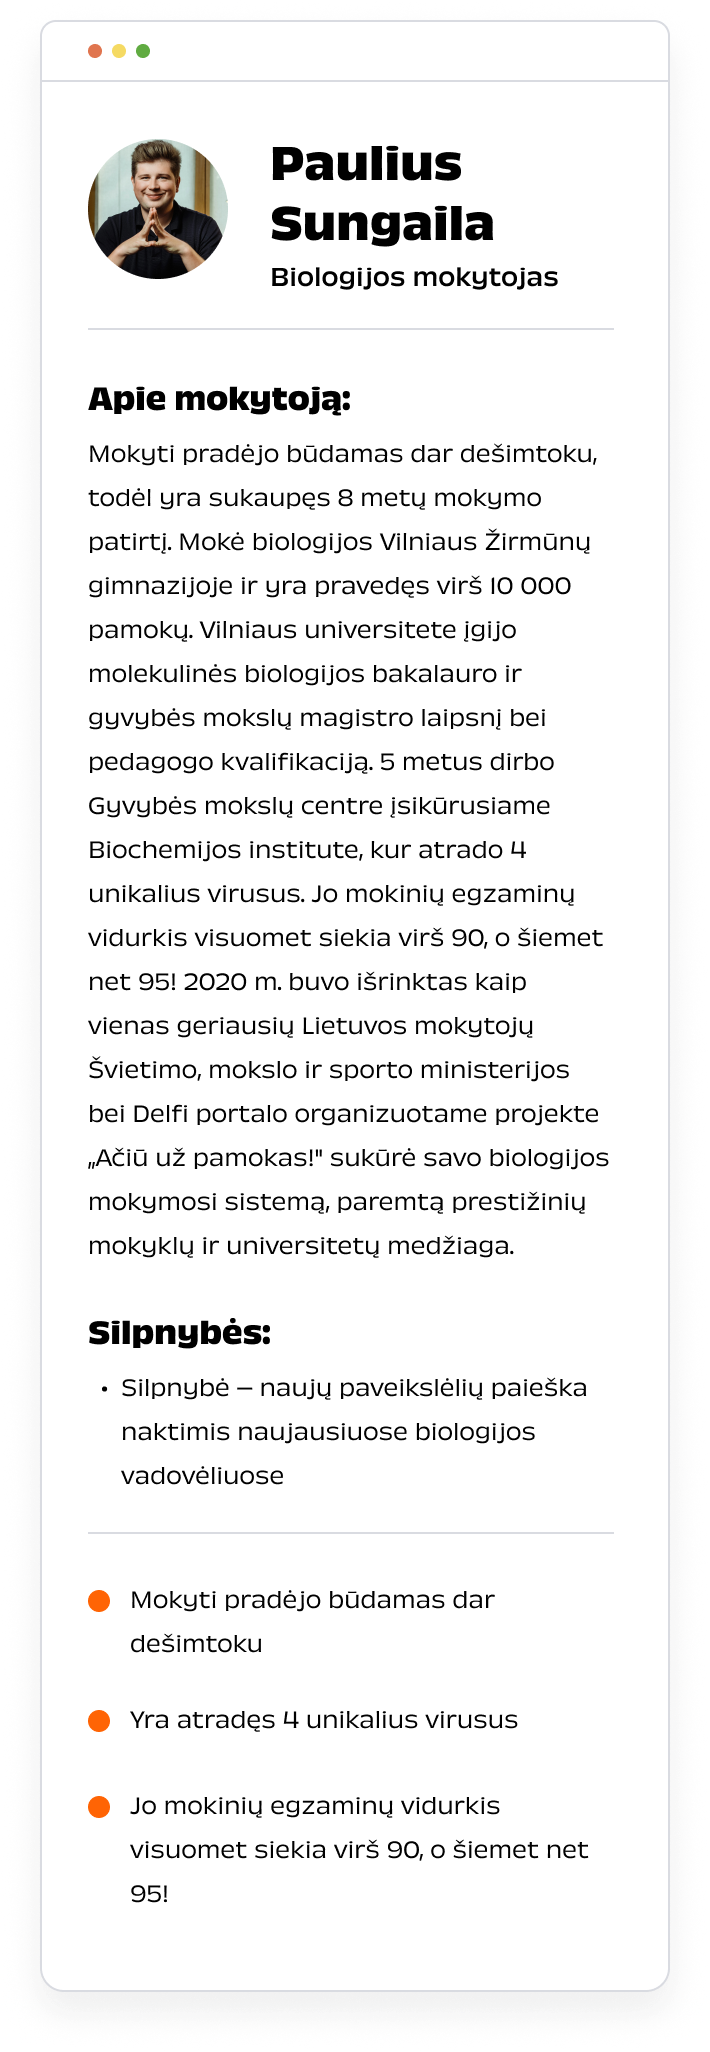 Paulius
Sungaila
Biologijos mokytojas
Apie mokytoją:
Mokyti pradėjo būdamas dar dešimtoku,
todėl yra sukaupęs 8 metų mokymo
patirtį. Mokė biologijos Vilniaus Žirmūnų
gimnazijoje ir yra pravedęs virš 10 000
pamokų. Vilniaus universitete įgijo
molekulinės biologijos bakalauro ir
gyvybės mokslų magistro laipsnį bei
pedagogo kvalifikaciją. 5 metus dirbo
Gyvybės mokslų centre įsikūrusiame
Biochemijos institute, kur atrado 4
unikalius virusus. Jo mokinių egzaminų
vidurkis visuomet siekia virš 90, o šiemet
net 95! 2020 m. buvo išrinktas kaip
vienas geriausių Lietuvos mokytojų
Švietimo, mokslo ir sporto ministerijos
bei Delfi portalo organizuotame projekte
„Ačiū už pamokas!" sukūrė savo biologijos
mokymosi sistemą, paremtą prestižinių
mokyklų ir universitetų medžiaga.
Silpnybės:
• Silpnybė – naujų paveikslėlių paieška
naktimis naujausiuose biologijos
vadovėliuose
Mokyti pradėjo būdamas dar
dešimtoku
Yra atradęs 4 unikalius virusus
Jo mokinių egzaminų vidurkis
visuomet siekia virš 90, o šiemet net
95!